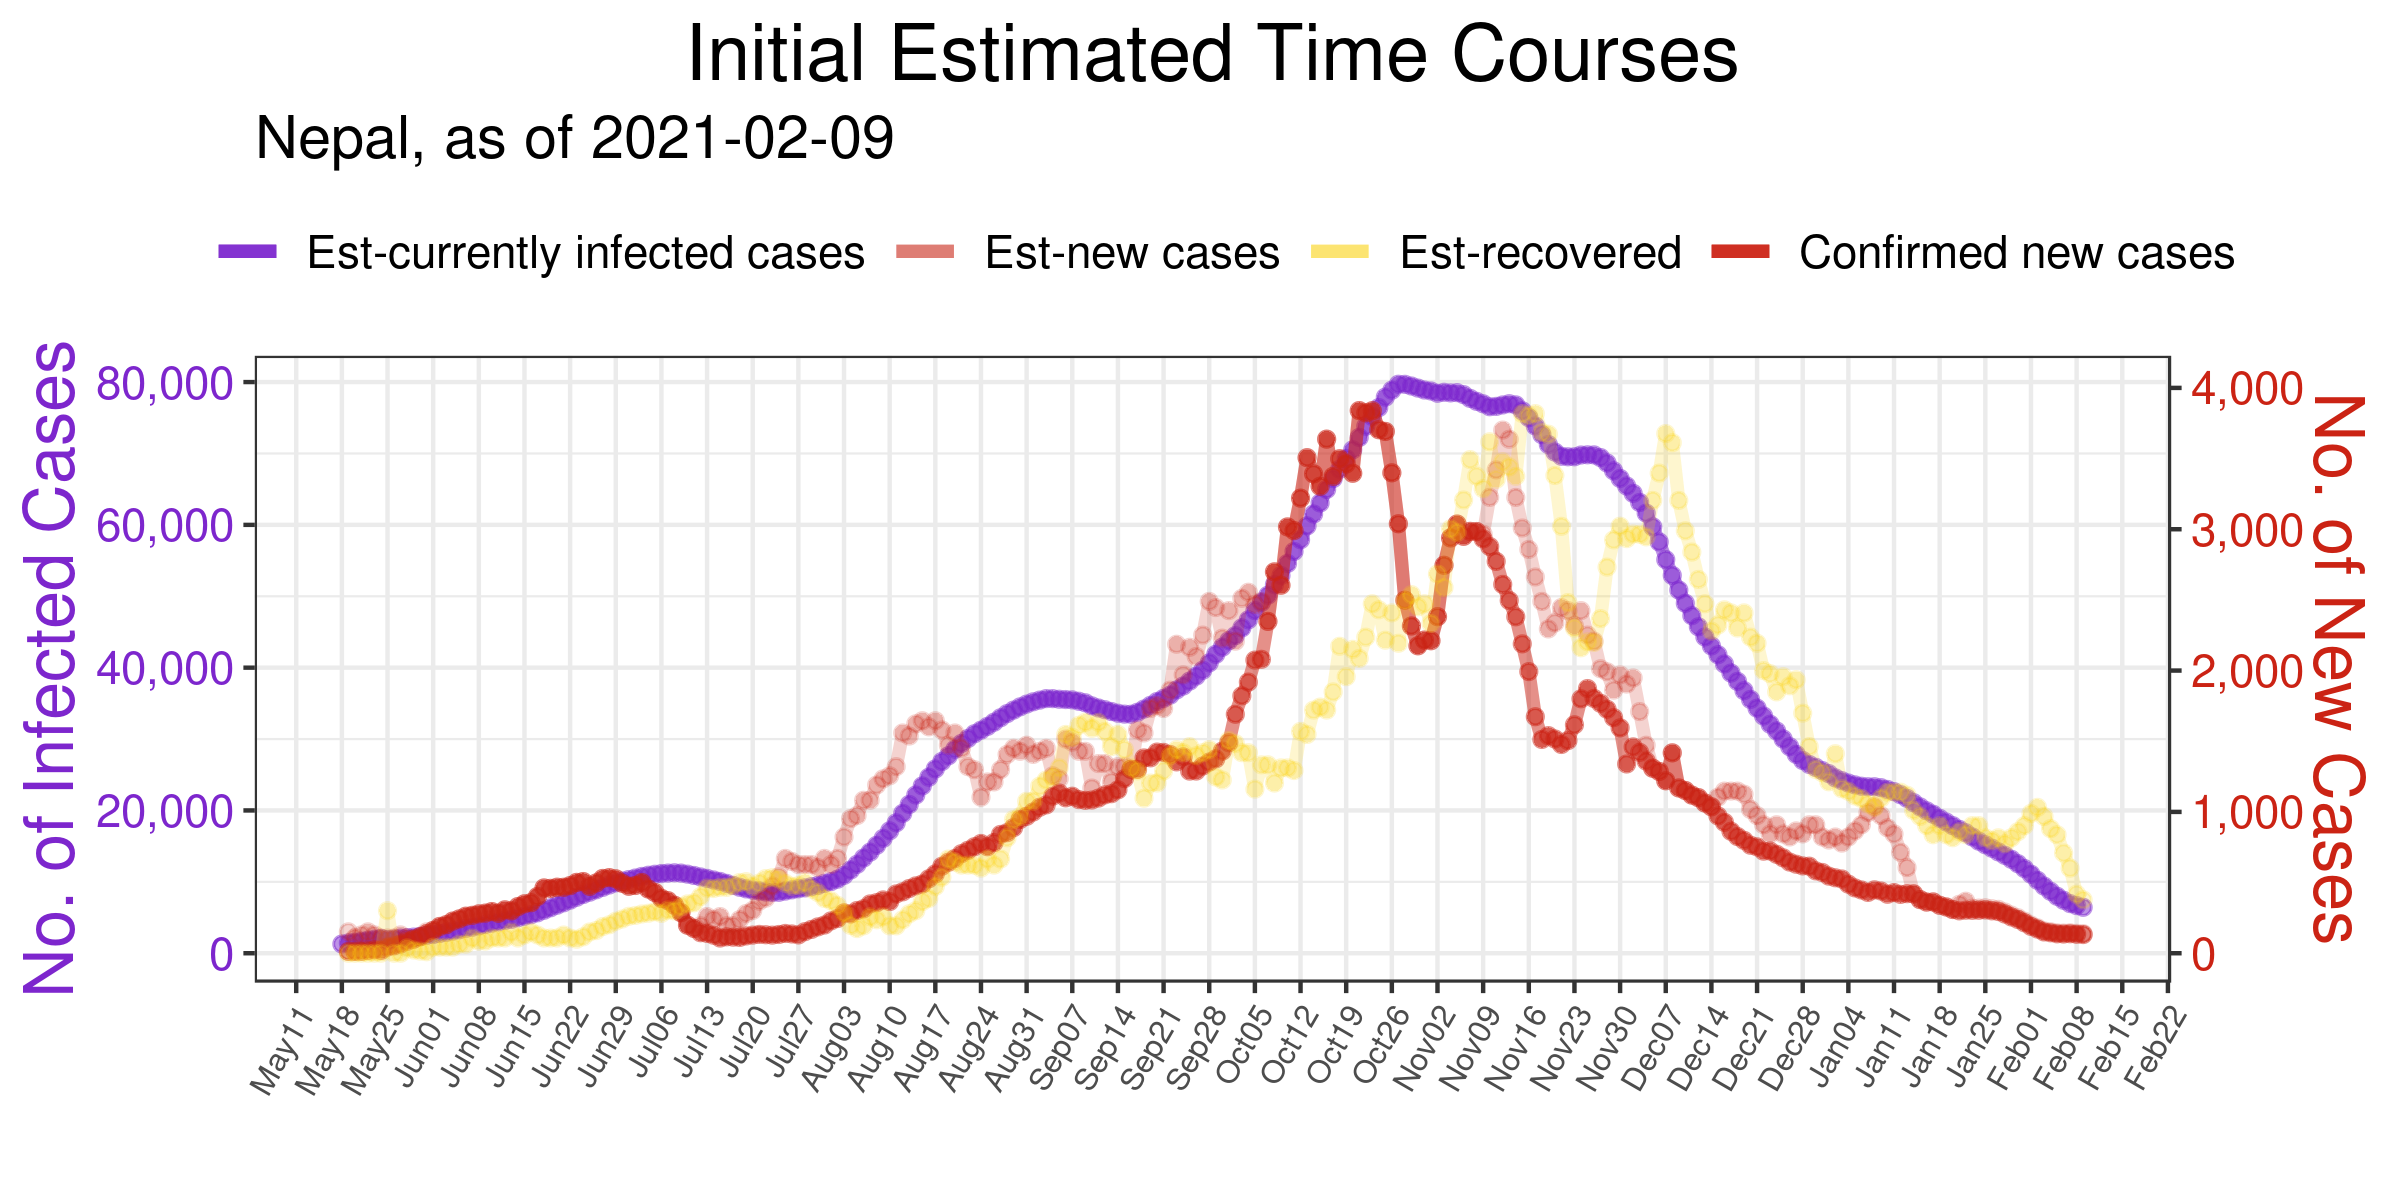 Initial Estimated Time Courses
Nepal, as of 2021-02-09
Est-currently infected cases
Est-new cases
Est-recovered
Confirmed new cases
No. of Infected Cases
80,000
60,000
40,000
20,000
0
4,000
3,000
2,000
1,000
0
No. of New Cases
May11
May18
May25
Jun01
Jun08
Jun15
Jun22
Jun29
Jul06
Jul13
Jul20
Jul27
Aug03
Aug10
Aug17
Aug24
Aug31
Sep07
Sep14
Sep21
Sep28
Oct05
Oct12
Oct19
Oct26
Nov02
Nov09
Nov16
Nov23
Nov30
Dec07
Dec14
Dec21
Dec28
Jan04
Jan11
Jan18
Jan25
Feb01
Feb08
Feb15
Feb22